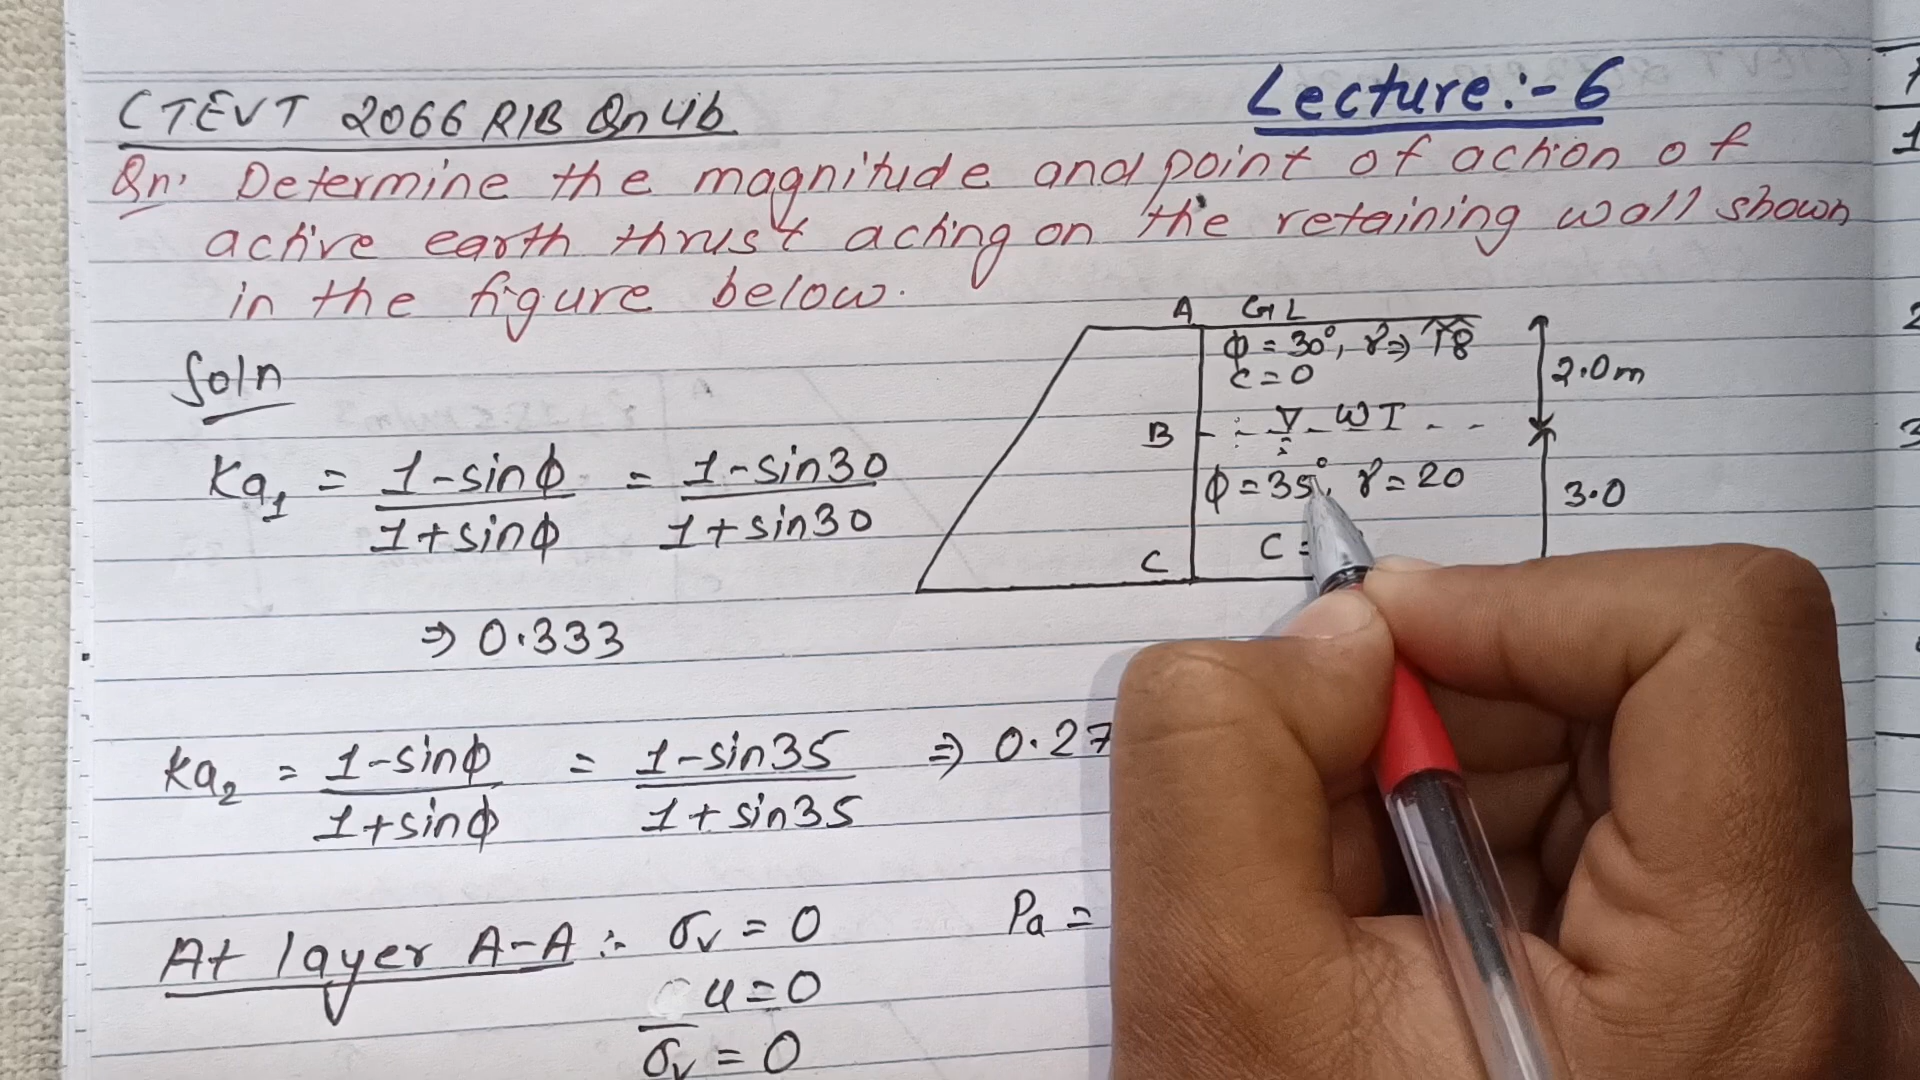 Lecture:- 6
CTEVT 2066 R/B Qn 4b
Qn. Determine the magnitude and point of action of
active earth thrust acting on the retaining wall shown
in the figure below.
A GL
ϕ = 30°, γ ⇒ 18
c = 0
2.0m
B WT
ϕ = 35°, γ = 20
3.0
C =
C
Soln
Ka₁ = 1-sinϕ / 1+sinϕ = 1-sin30 / 1+sin30
⇒ 0.333
Ka₂ = 1-sinϕ / 1+sinϕ = 1-sin35 / 1+sin35 ⇒ 0.27
At layer A-A :- σv = 0 Pa =
u = 0
σ̅v = 0